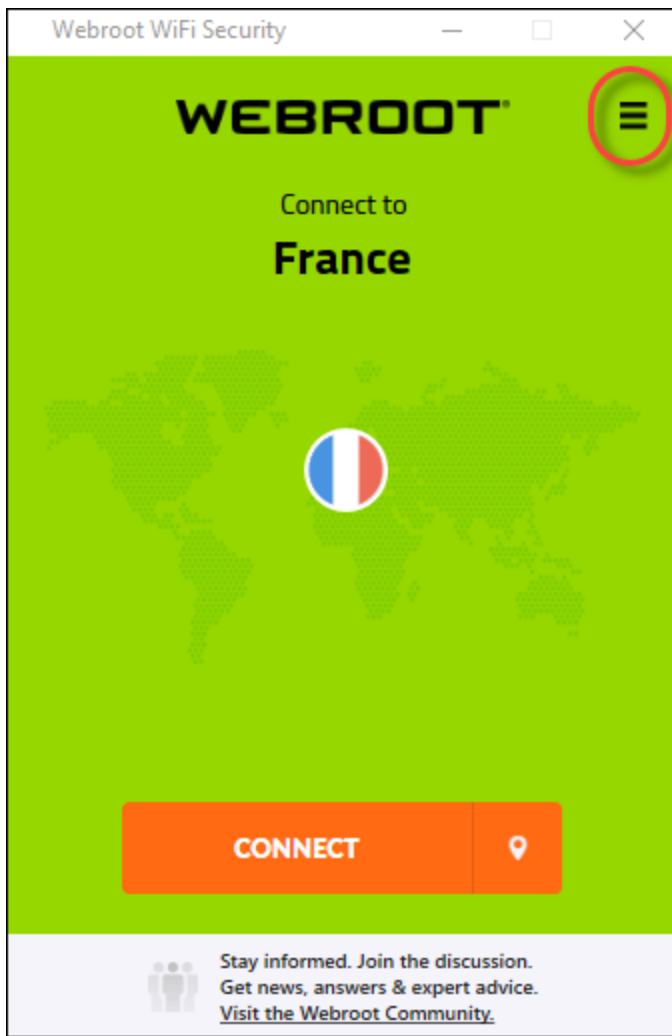 Webroot WiFi Security
WEBROOT®
Connect to
France
CONNECT
Stay informed. Join the discussion.
Get news, answers & expert advice.
Visit the Webroot Community.